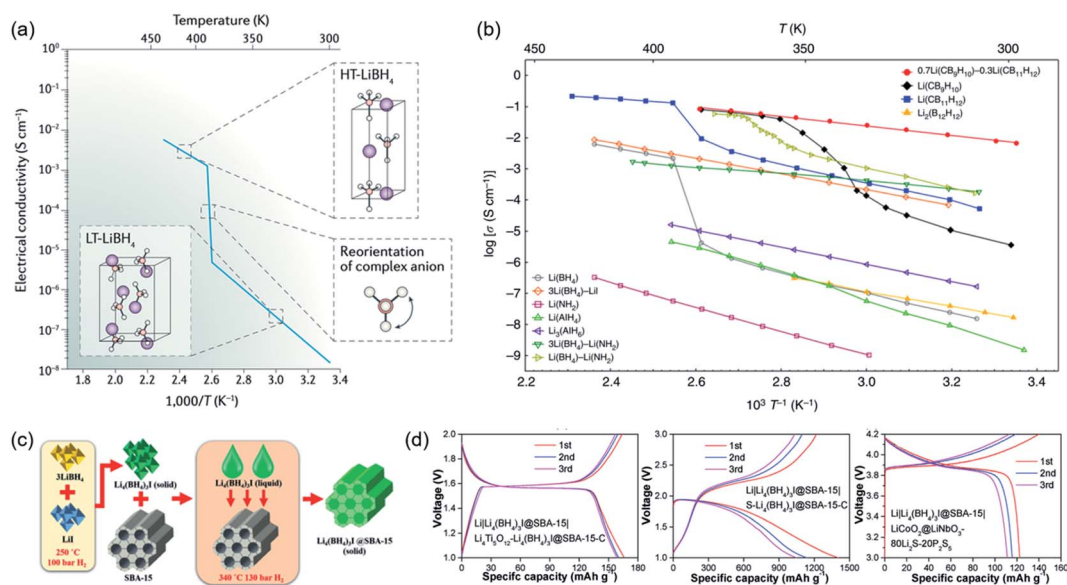 (a)
Temperature (K)
400
300
Electrical conductivity (S cm⁻¹)
10⁰
10⁻¹
10⁻²
10⁻³
10⁻⁴
10⁻⁵
10⁻⁶
10⁻⁷
10⁻⁸
HT-LiBH₄
LT-LiBH₄
Reorientation
of complex anion
1.8 2.0 2.2 2.4 2.6 2.8 3.0 3.2 3.4
1,000/T (K⁻¹)
(b)
T (K)
450 400 350 300
log [σ (S cm⁻¹)]
0
-1
-2
-3
-4
-5
-6
-7
-8
-9
0.7Li(CB₉H₁₀)–0.3Li(CB₁₁H₁₂)
Li(CB₉H₁₀)
Li(CB₁₁H₁₂)
Li₂(B₁₂H₁₂)
Li(BH₄)
3Li(BH₄)–LiI
Li(NH₂)
Li(AlH₄)
Li₃(AlH₆)
3Li(BH₄)–Li(NH₂)
Li(BH₄)–Li(NH₂)
2.2 2.4 2.6 2.8 3.0 3.2 3.4
10³ T⁻¹ (K⁻¹)
(c)
3LiBH₄
+
LiI
250 °C
100 bar H₂
Li₄(BH₄)₃I (solid)
+
SBA-15
Li₄(BH₄)₃I (liquid)
340 °C 130 bar H₂
Li₄(BH₄)₃I @SBA-15
(solid)
(d)
Voltage (V)
2.0
1.8
1.6
1.4
1.2
1.0
1st
2nd
3rd
Li|Li₄(BH₄)₃I@SBA-15|
Li₄Ti₅O₁₂-Li₄(BH₄)₃I@SBA-15-C
0 40 80 120 160 200
Specifc capacity (mAh g⁻¹)
Voltage (V)
3.0
2.5
2.0
1.5
1.0
1st
2nd
3rd
Li|Li₄(BH₄)₃I@SBA-15|
S-Li₄(BH₄)₃I@SBA-15-C
0 300 600 900 1200 1500
Specifc capacity (mAh g⁻¹)
Voltage (V)
4.2
4.1
4.0
3.9
3.8
3.7
3.6
3.5
3.4
1st
2nd
3rd
Li|Li₄(BH₄)₃I@SBA-15|
LiCoO₂@LiNbO₃-
80Li₂S-20P₂S₅
0 20 40 60 80 100 120 140 160
Specifc capacity (mAh g⁻¹)